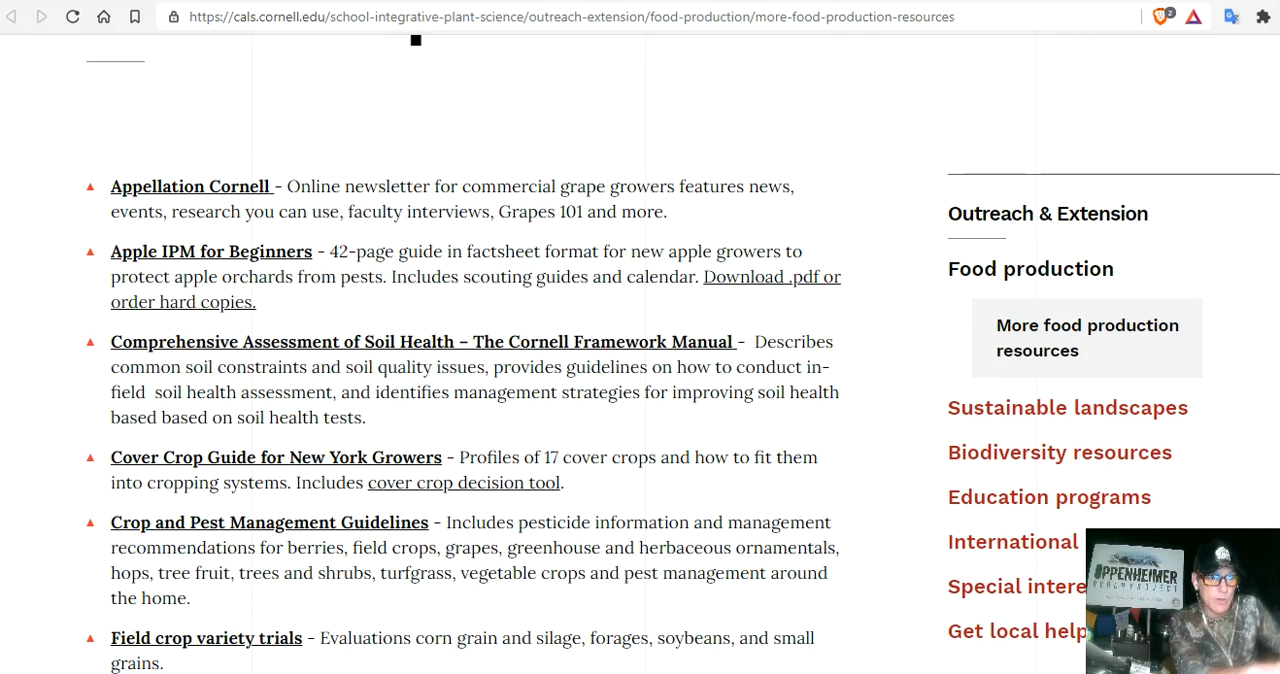 https://cals.cornell.edu/school-integrative-plant-science/outreach-extension/food-production/more-food-production-resources
2
Appellation Cornell - Online newsletter for commercial grape growers features news,
events, research you can use, faculty interviews, Grapes 101 and more.
Apple IPM for Beginners - 42-page guide in factsheet format for new apple growers to
protect apple orchards from pests. Includes scouting guides and calendar. Download .pdf or
order hard copies.
Comprehensive Assessment of Soil Health – The Cornell Framework Manual - Describes
common soil constraints and soil quality issues, provides guidelines on how to conduct in-
field soil health assessment, and identifies management strategies for improving soil health
based based on soil health tests.
Cover Crop Guide for New York Growers - Profiles of 17 cover crops and how to fit them
into cropping systems. Includes cover crop decision tool.
Crop and Pest Management Guidelines - Includes pesticide information and management
recommendations for berries, field crops, grapes, greenhouse and herbaceous ornamentals,
hops, tree fruit, trees and shrubs, turfgrass, vegetable crops and pest management around
the home.
Field crop variety trials - Evaluations corn grain and silage, forages, soybeans, and small
grains.
Outreach & Extension
Food production
More food production
resources
Sustainable landscapes
Biodiversity resources
Education programs
International
Special intere
Get local help
OPPENHEIMER